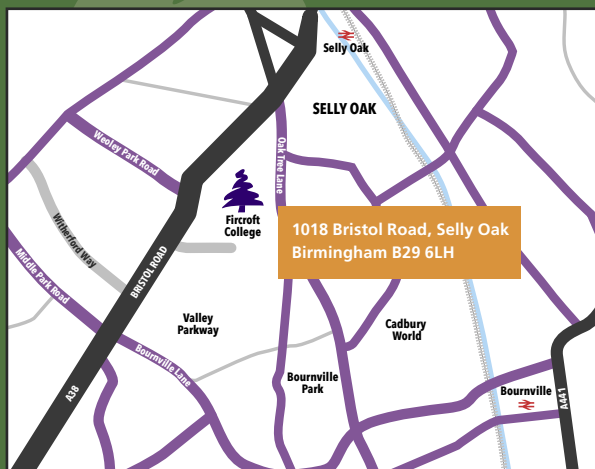 Selly Oak
SELLY OAK
Weoley Park Road
Oak Tree Lane
Fircroft
College
1018 Bristol Road, Selly Oak
Birmingham B29 6LH
Witherford Way
BRISTOL ROAD
Middle Park Road
Valley
Parkway
Cadbury
World
Bournville Lane
Bournville
Park
Bournville
A38
A441